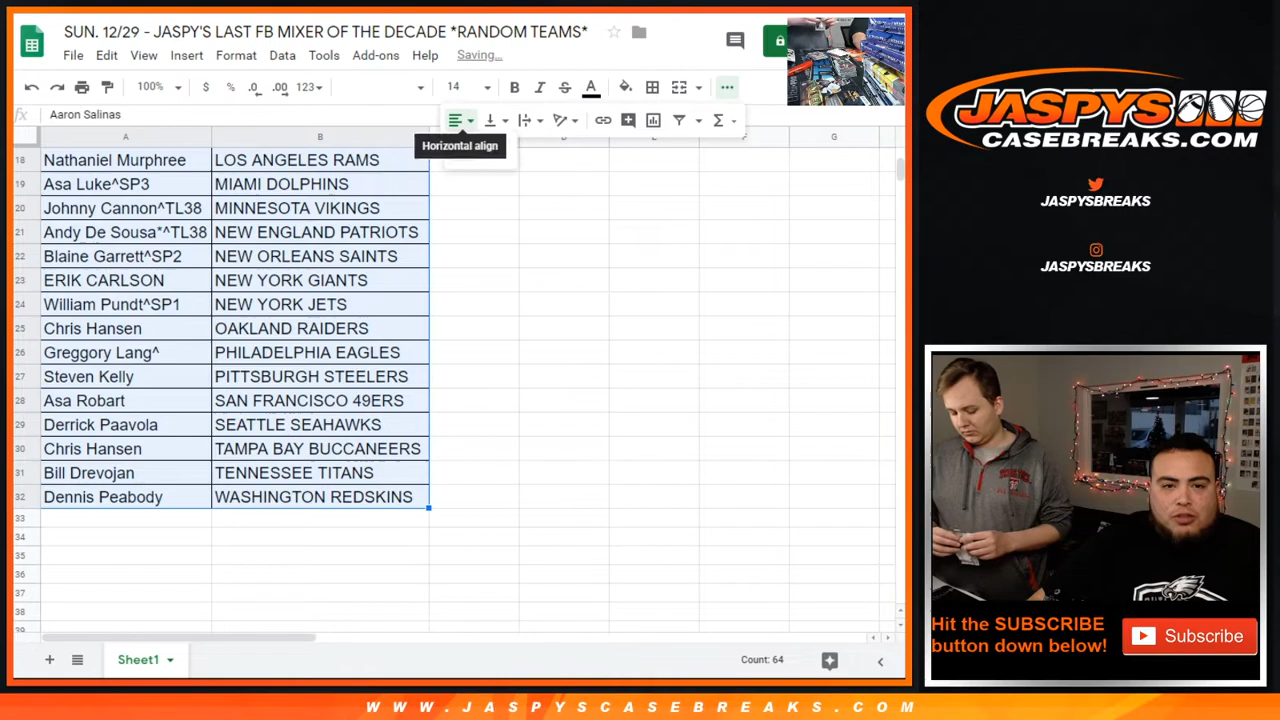 SUN. 12/29 - JASPY'S LAST FB MIXER OF THE DECADE *RANDOM TEAMS*
File Edit View Insert Format Data Tools Add-ons Help Saving...
100% $ % .0 .00 123 14 B I S A
fx Aaron Salinas
Horizontal align
A B C D E F G
18 Nathaniel Murphree LOS ANGELES RAMS
19 Asa Luke^SP3 MIAMI DOLPHINS
20 Johnny Cannon^TL38 MINNESOTA VIKINGS
21 Andy De Sousa*^TL38 NEW ENGLAND PATRIOTS
22 Blaine Garrett^SP2 NEW ORLEANS SAINTS
23 ERIK CARLSON NEW YORK GIANTS
24 William Pundt^SP1 NEW YORK JETS
25 Chris Hansen OAKLAND RAIDERS
26 Greggory Lang^ PHILADELPHIA EAGLES
27 Steven Kelly PITTSBURGH STEELERS
28 Asa Robart SAN FRANCISCO 49ERS
29 Derrick Paavola SEATTLE SEAHAWKS
30 Chris Hansen TAMPA BAY BUCCANEERS
31 Bill Drevojan TENNESSEE TITANS
32 Dennis Peabody WASHINGTON REDSKINS
33
34
35
36
37
38
39
Sheet1
Count: 64
JASPYS
CASEBREAKS.COM
JASPYSBREAKS
JASPYSBREAKS
Hit the SUBSCRIBE
button down below!
Subscribe
WWW.JASPYSCASEBREAKS.COM